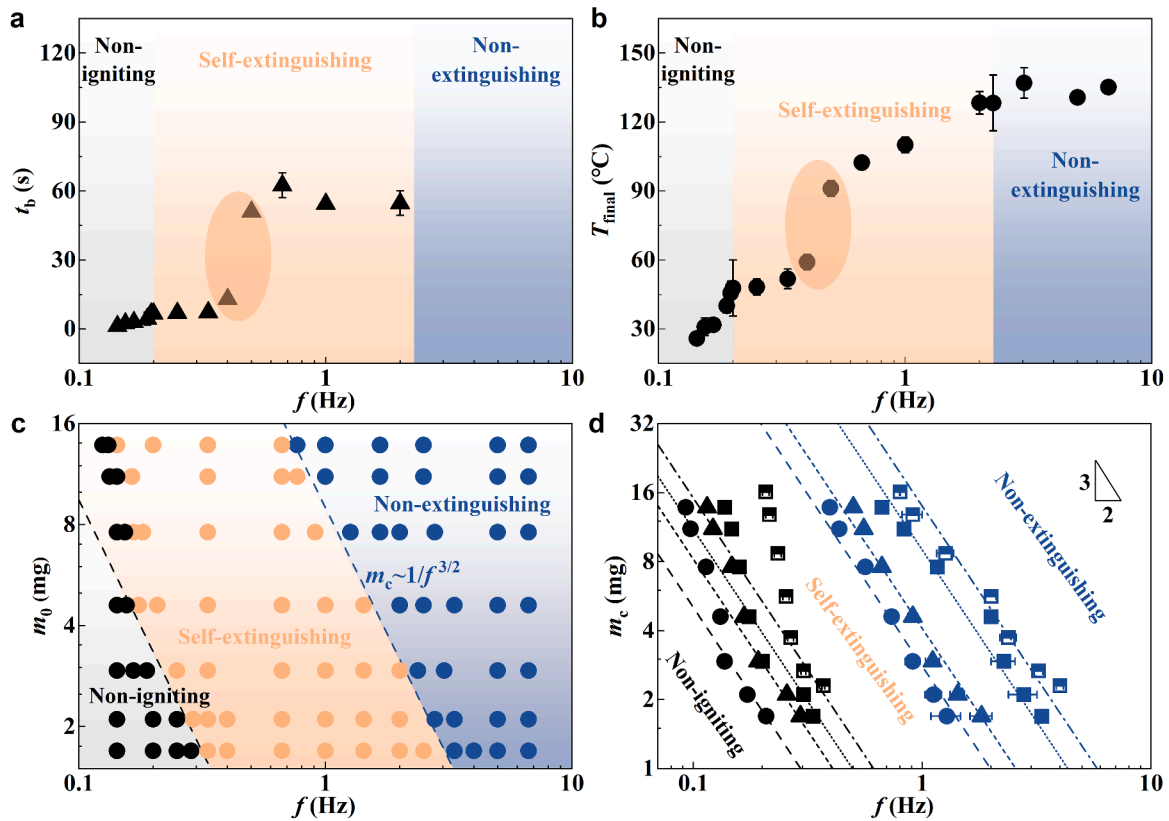 a
Non-
igniting
Self-extinguishing
Non-
extinguishing
120
90
60
30
0
t_b (s)
0.1
1
10
f (Hz)
b
Non-
igniting
Self-extinguishing
Non-
extinguishing
150
120
90
60
30
T_final (℃)
0.1
1
10
f (Hz)
c
16
8
4
2
m_0 (mg)
Non-extinguishing
m_c~1/f^3/2
Self-extinguishing
Non-igniting
0.1
1
10
f (Hz)
d
32
16
8
4
2
1
m_c (mg)
3
2
Non-extinguishing
Self-extinguishing
Non-igniting
0.1
1
10
f (Hz)